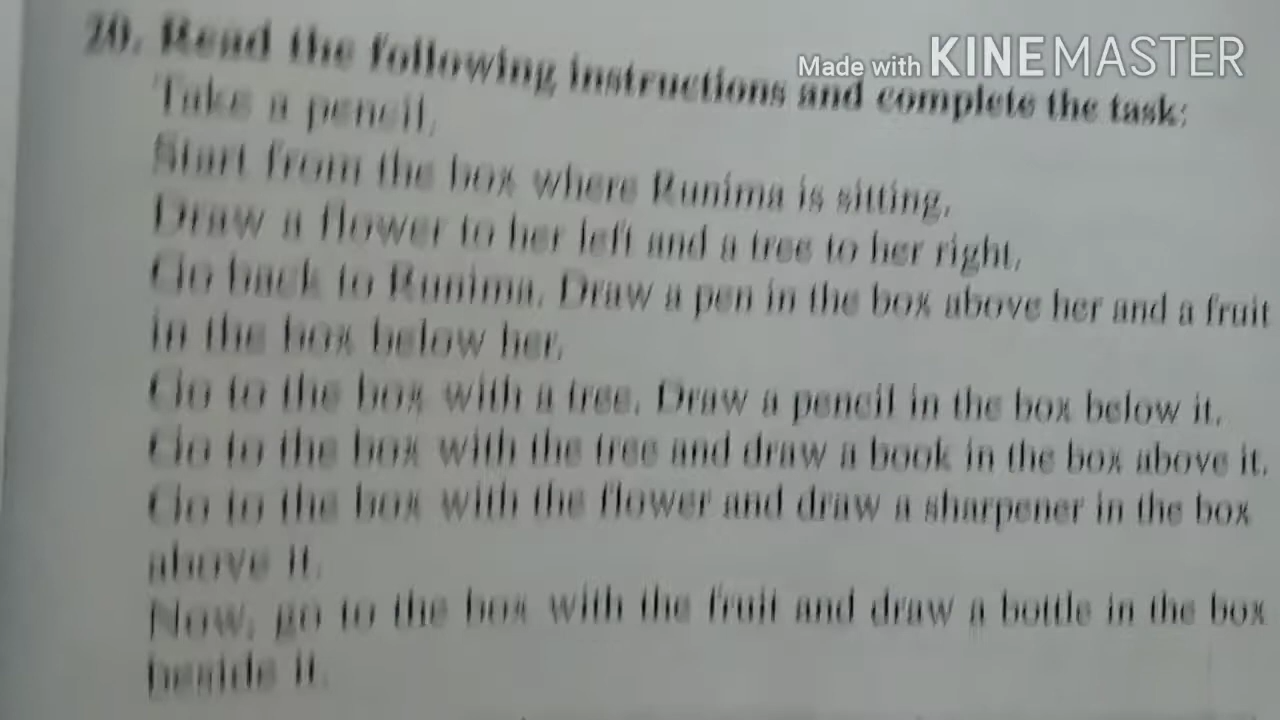 Made with KINEMASTER
20. Read the following instructions and complete the task:
Take a pencil.
Start from the box where Runima is sitting.
Draw a flower to her left and a tree to her right.
Go back to Runima. Draw a pen in the box above her and a fruit
in the box below her.
Go to the box with a tree. Draw a pencil in the box below it.
Go to the box with the tree and draw a book in the box above it.
Go to the box with the flower and draw a sharpener in the box
above it.
Now, go to the box with the fruit and draw a bottle in the box
beside it.